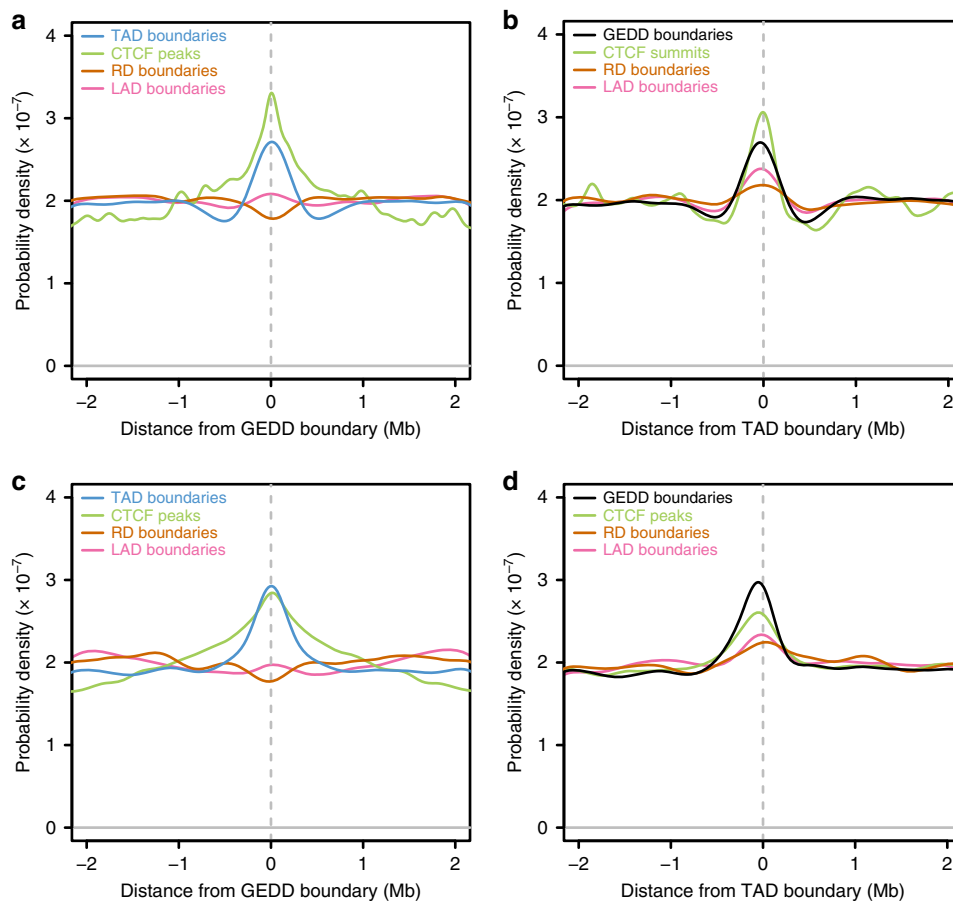 a
TAD boundaries
CTCF peaks
RD boundaries
LAD boundaries
Probability density (× 10⁻⁷)
4
3
2
1
0
−2 −1 0 1 2
Distance from GEDD boundary (Mb)
b
GEDD boundaries
CTCF summits
RD boundaries
LAD boundaries
Probability density (× 10⁻⁷)
4
3
2
1
0
−2 −1 0 1 2
Distance from TAD boundary (Mb)
c
TAD boundaries
CTCF peaks
RD boundaries
LAD boundaries
Probability density (× 10⁻⁷)
4
3
2
1
0
−2 −1 0 1 2
Distance from GEDD boundary (Mb)
d
GEDD boundaries
CTCF peaks
RD boundaries
LAD boundaries
Probability density (× 10⁻⁷)
4
3
2
1
0
−2 −1 0 1 2
Distance from TAD boundary (Mb)